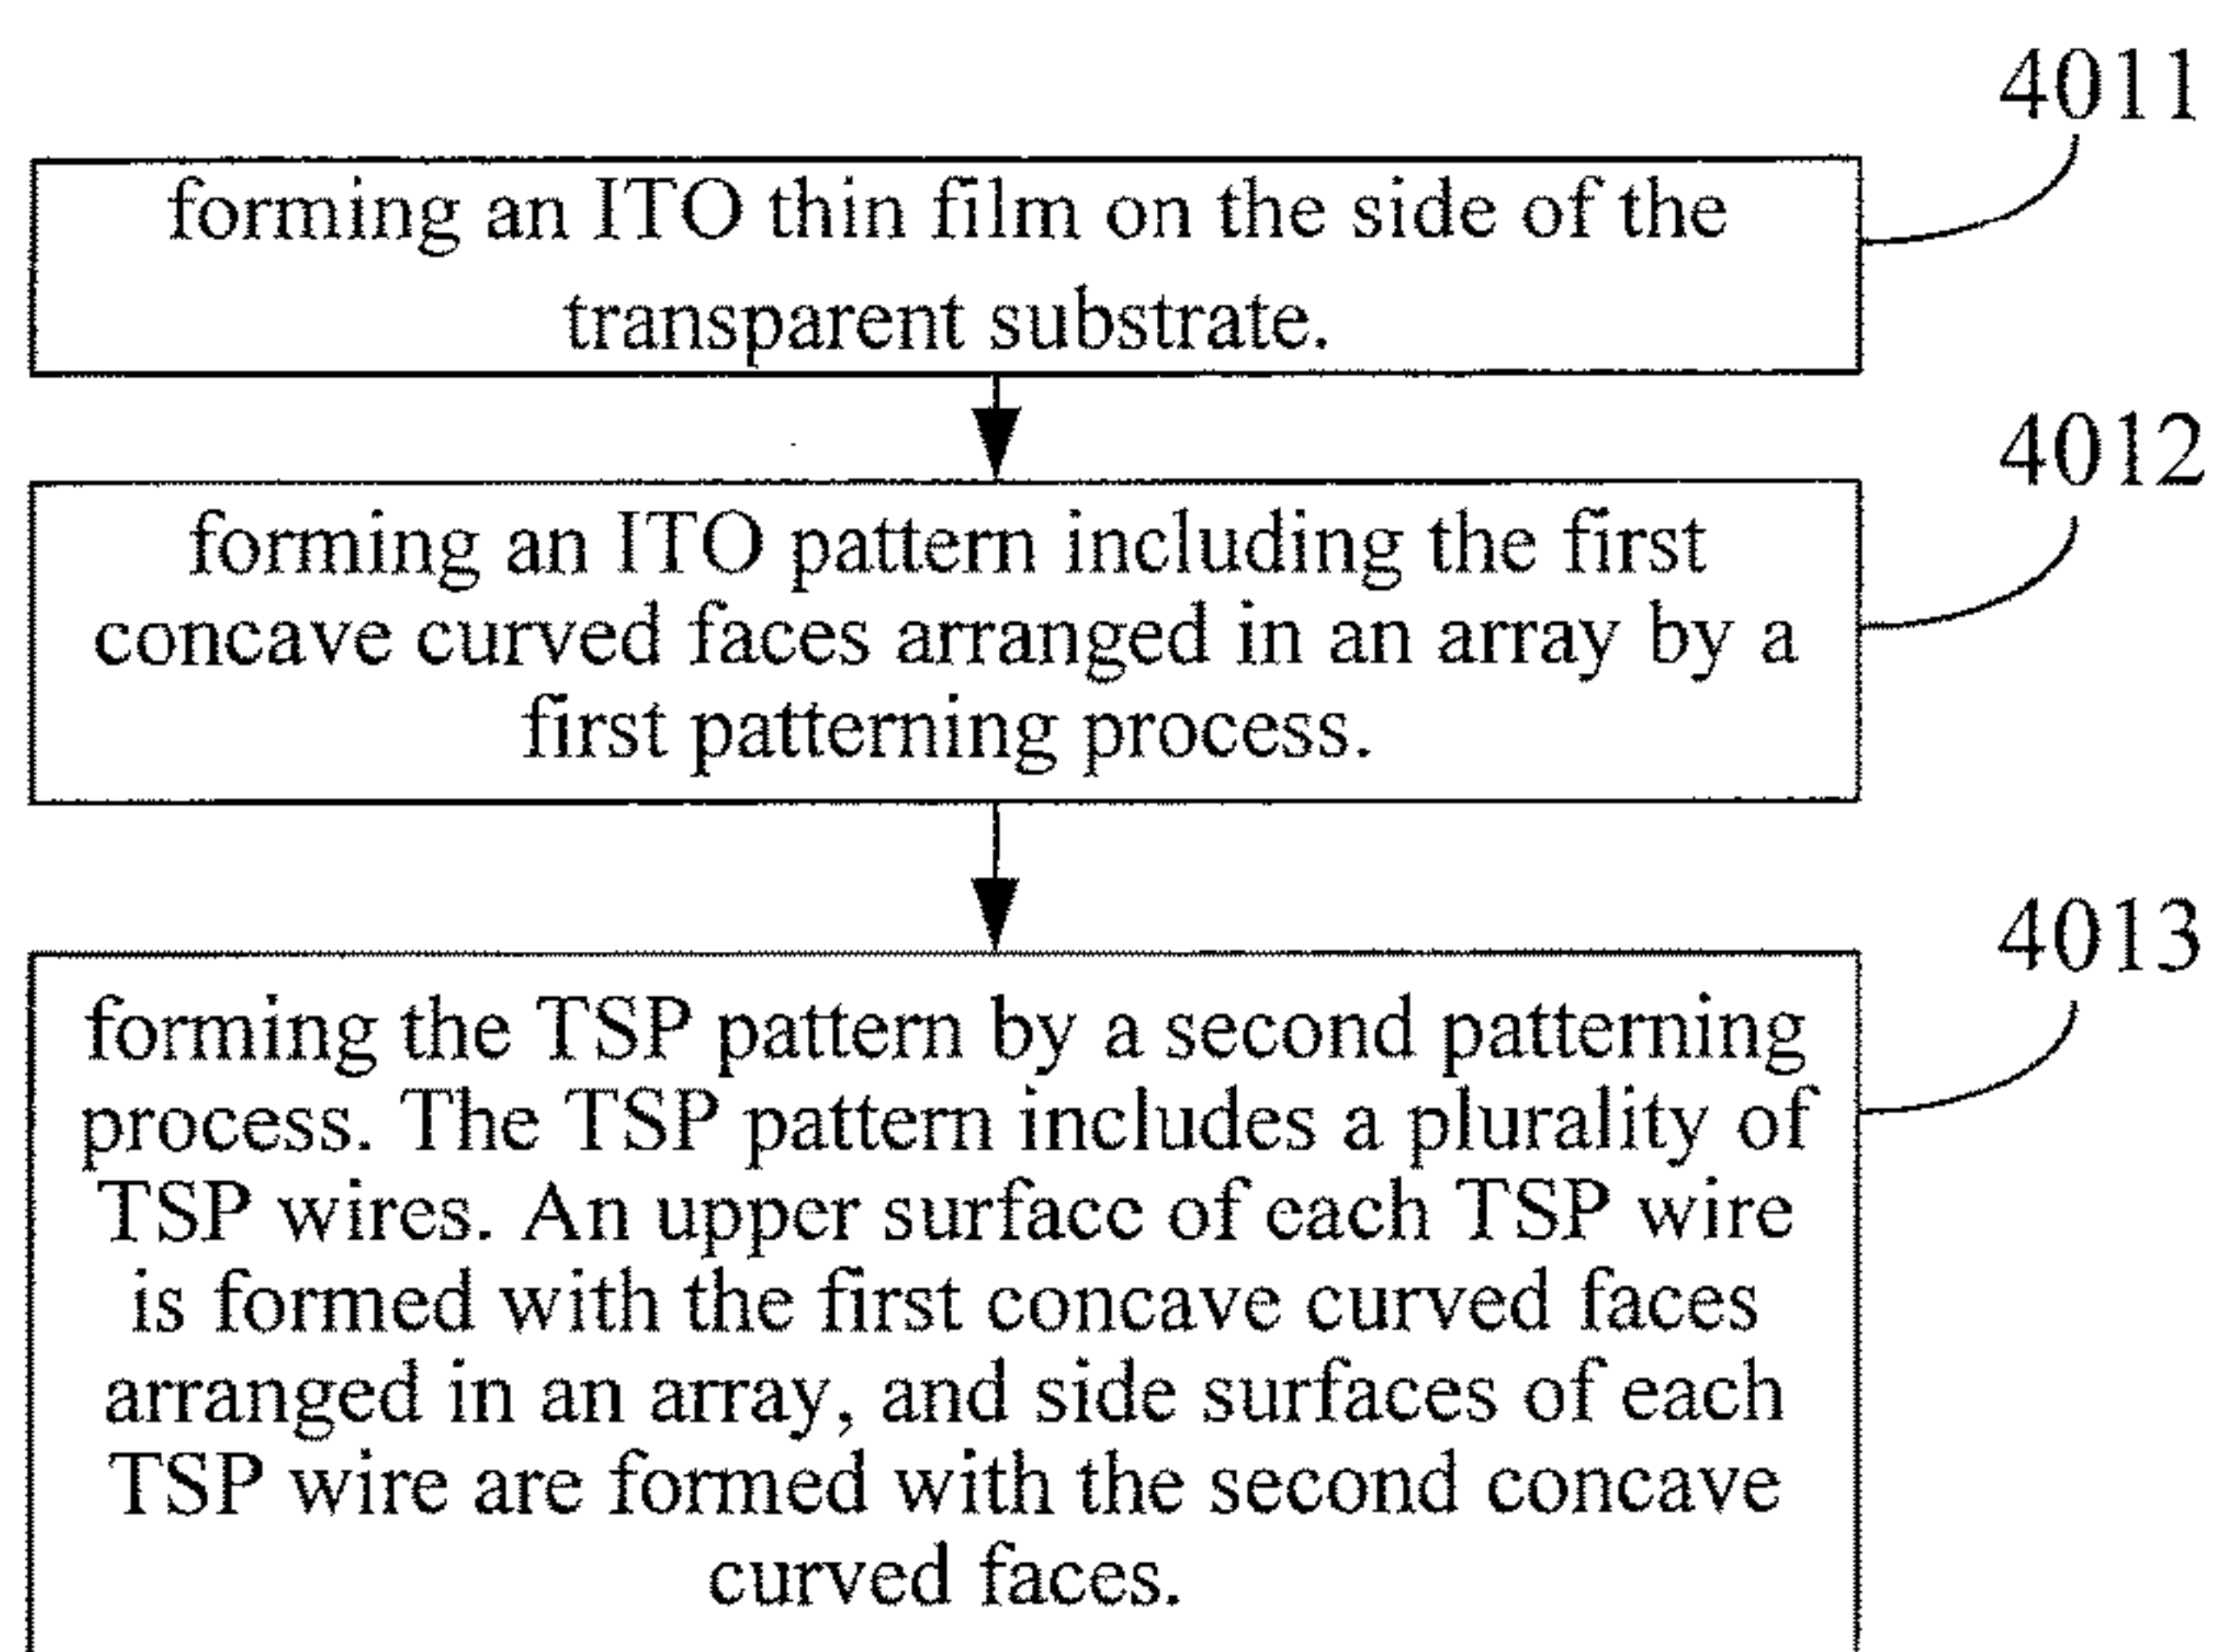 4011
forming an ITO thin film on the side of the
transparent substrate.
4012
forming an ITO pattern including the first
concave curved faces arranged in an array by a
first patterning process.
4013
forming the TSP pattern by a second patterning
process. The TSP pattern includes a plurality of
TSP wires. An upper surface of each TSP wire
is formed with the first concave curved faces
arranged in an array, and side surfaces of each
TSP wire are formed with the second concave
curved faces.